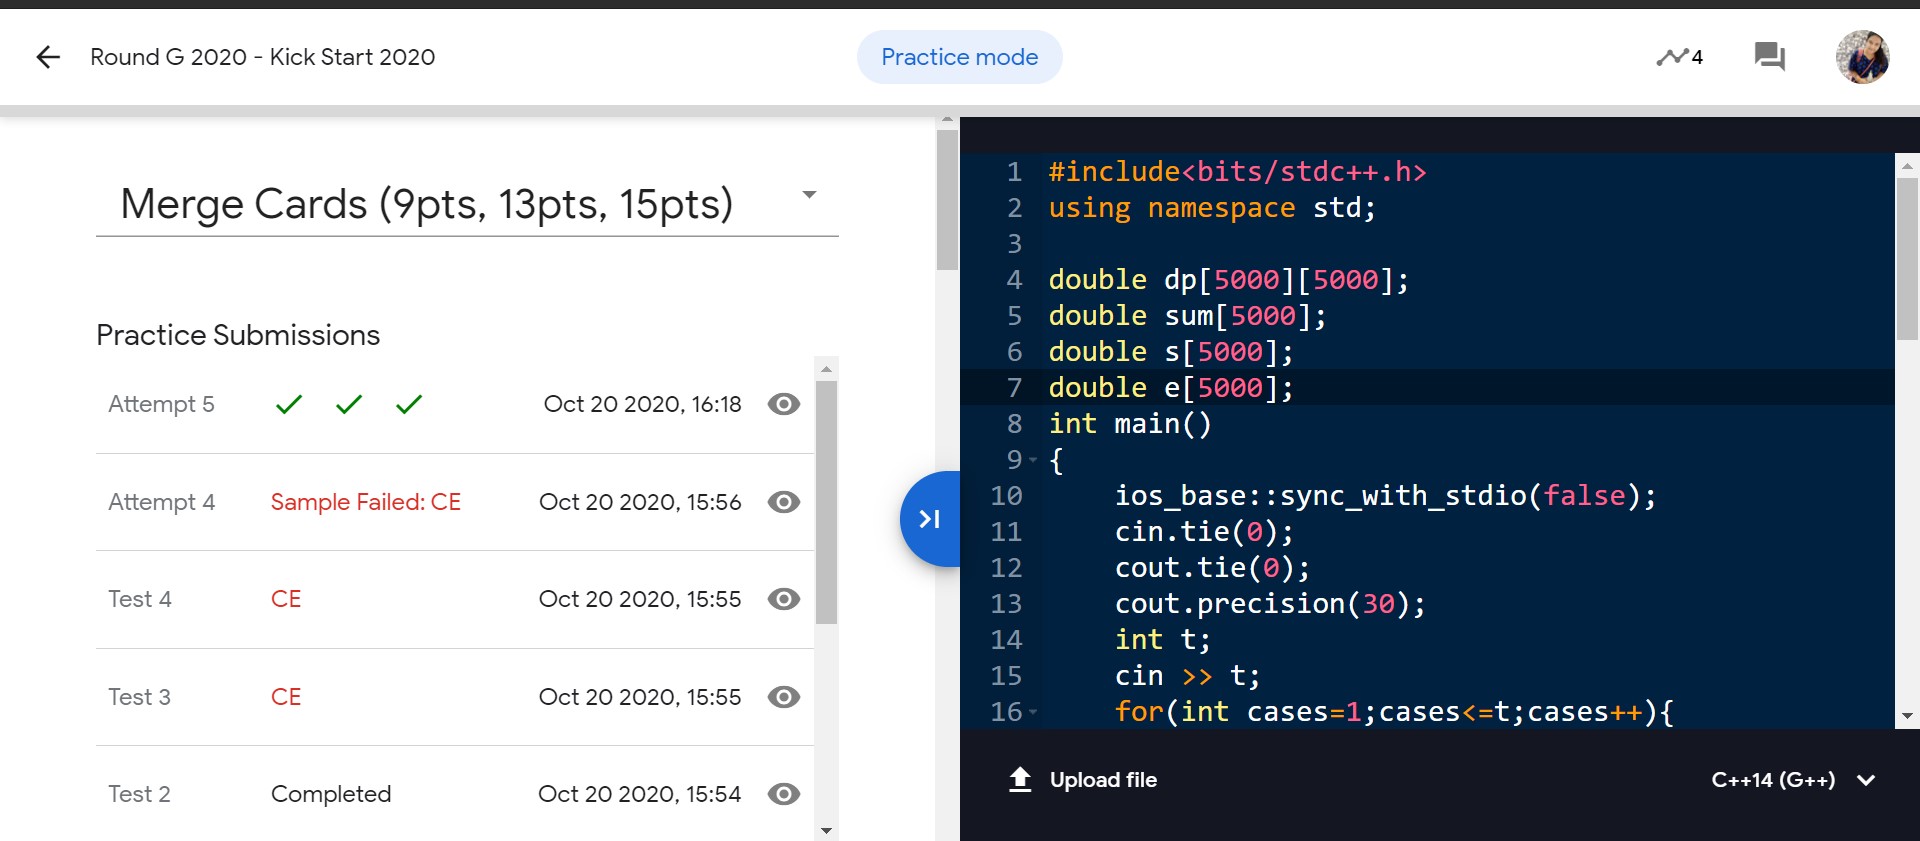 Round G 2020 - Kick Start 2020
Practice mode
4
Merge Cards (9pts, 13pts, 15pts)
Practice Submissions
Attempt 5 Oct 20 2020, 16:18
Attempt 4 Sample Failed: CE Oct 20 2020, 15:56
Test 4 CE Oct 20 2020, 15:55
Test 3 CE Oct 20 2020, 15:55
Test 2 Completed Oct 20 2020, 15:54
1 #include<bits/stdc++.h>
2 using namespace std;
3
4 double dp[5000][5000];
5 double sum[5000];
6 double s[5000];
7 double e[5000];
8 int main()
9 {
10 ios_base::sync_with_stdio(false);
11 cin.tie(0);
12 cout.tie(0);
13 cout.precision(30);
14 int t;
15 cin >> t;
16 for(int cases=1;cases<=t;cases++){
Upload file
C++14 (G++)